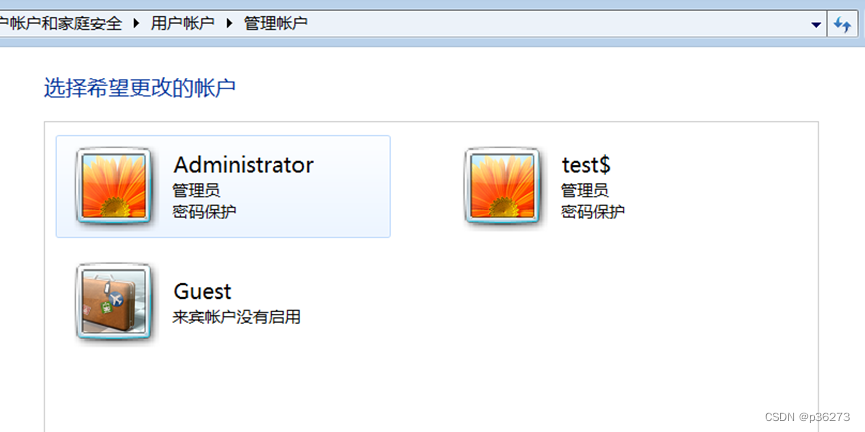 户帐户和家庭安全 ▶ 用户帐户 ▶ 管理帐户
选择希望更改的帐户
Administrator
管理员
密码保护
test$
管理员
密码保护
Guest
来宾帐户没有启用
CSDN @p36273